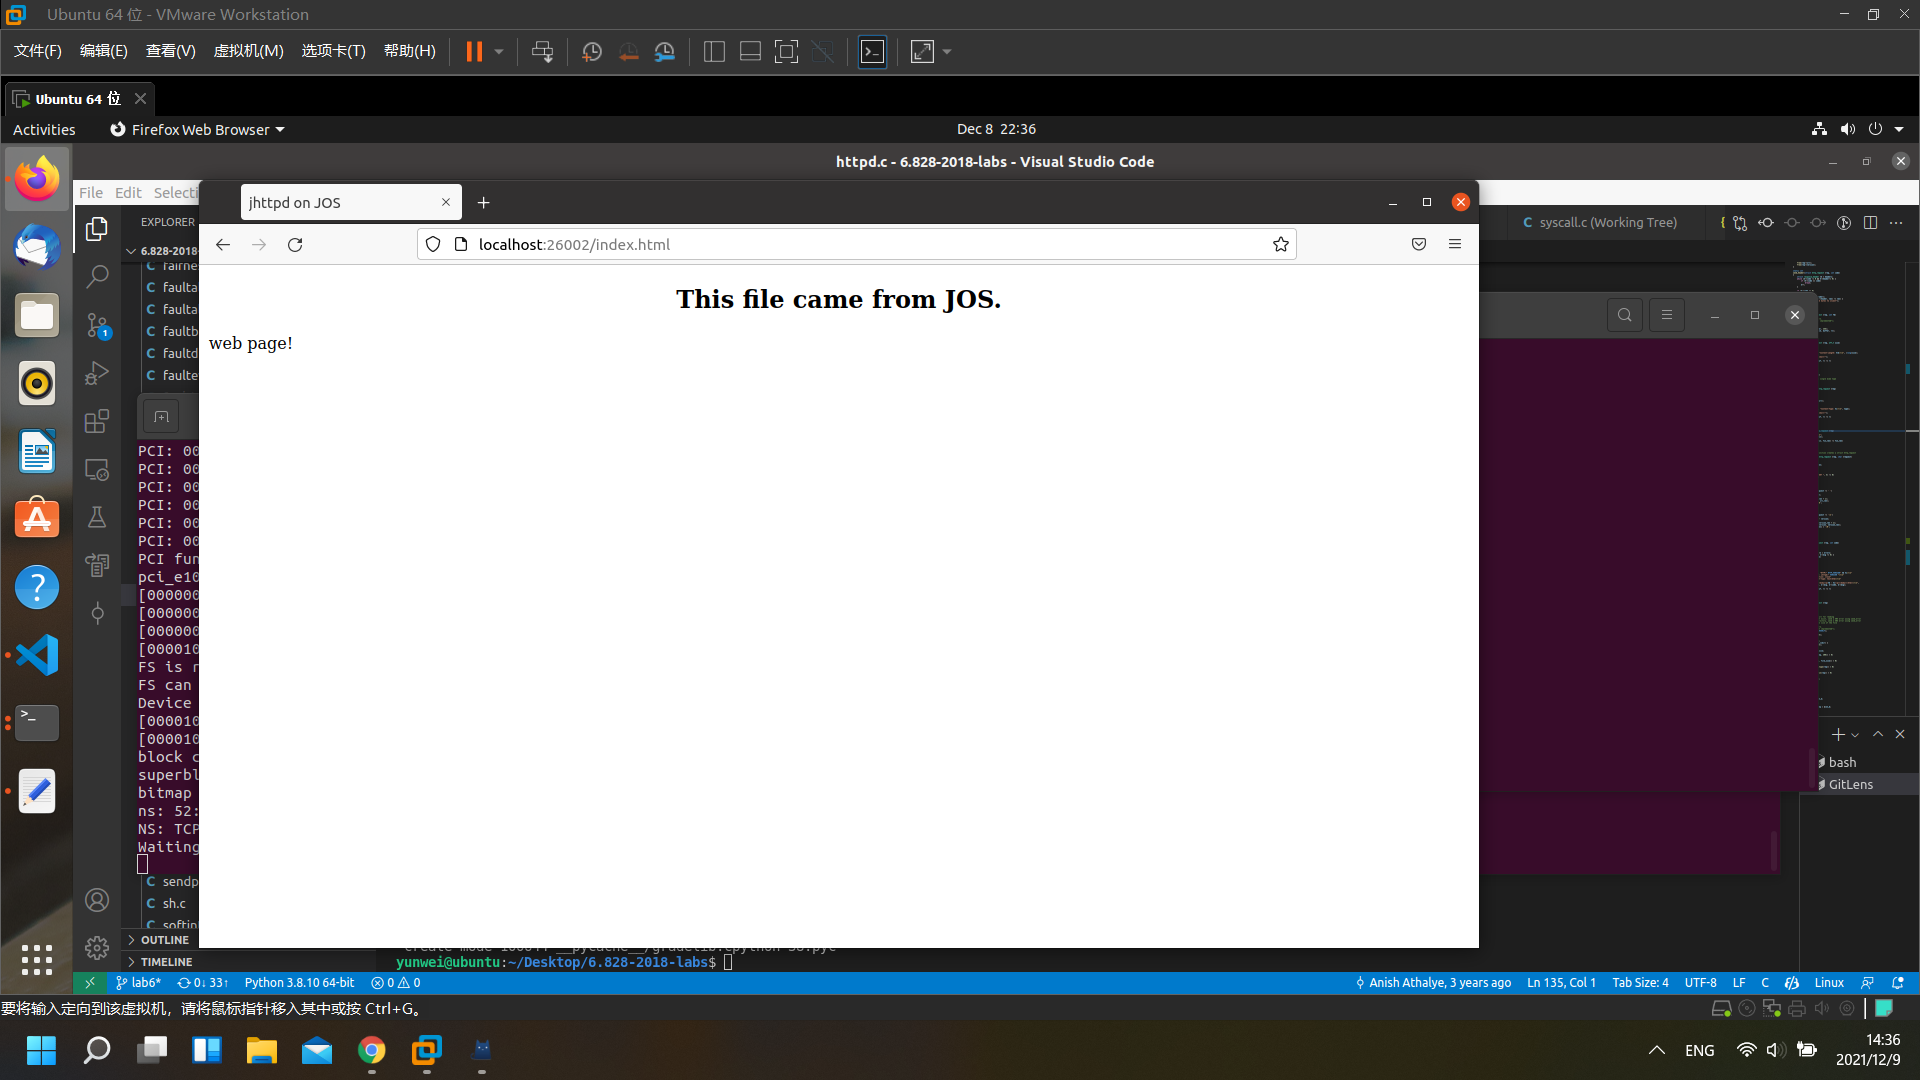 Ubuntu 64 位 - VMware Workstation
文件(F) 编辑(E) 查看(V) 虚拟机(M) 选项卡(T) 帮助(H)
Ubuntu 64 位
Activities Firefox Web Browser Dec 8 22:36
httpd.c - 6.828-2018-labs - Visual Studio Code
File Edit Selecti
jhttpd on JOS
EXPLORER
syscall.c (Working Tree)
localhost:26002/index.html
6.828-2018-
C fairne
C faulta
C faulta
C faultb
C faultd
C faulte
This file came from JOS.
web page!
PCI: 00
PCI: 00
PCI: 00
PCI: 00
PCI: 00
PCI: 00
PCI fun
pci_e10
[000000
[000000
[000000
[000010
FS is r
FS can
Device
[000010
[000010
block c
superbl
bitmap
ns: 52:
NS: TCP
Waiting
bash
GitLens
C sendp
C sh.c
C softin
OUTLINE
TIMELINE
yunwei@ubuntu:~/Desktop/6.828-2018-labs$
lab6* 0↓ 33↑ Python 3.8.10 64-bit 0 0 Anish Athalye, 3 years ago Ln 135, Col 1 Tab Size: 4 UTF-8 LF C Linux
要将输入定向到该虚拟机，请将鼠标指针移入其中或按 Ctrl+G。
ENG
14:36
2021/12/9